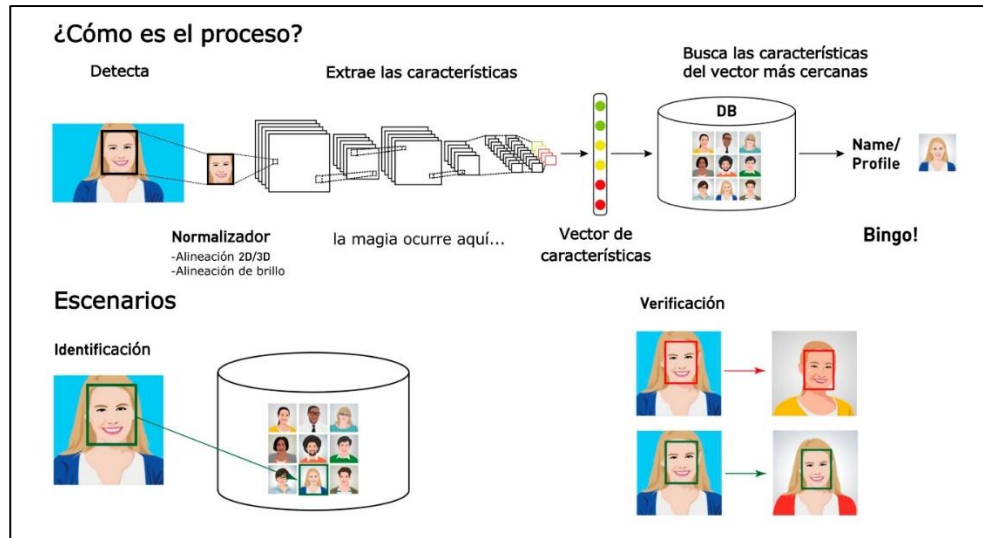 ¿Cómo es el proceso?
Detecta
Extrae las características
Busca las características
del vector más cercanas
DB
Name/
Profile
Normalizador
-Alineación 2D/3D
-Alineación de brillo
la magia ocurre aquí...
Vector de
características
Bingo!
Escenarios
Identificación
Verificación